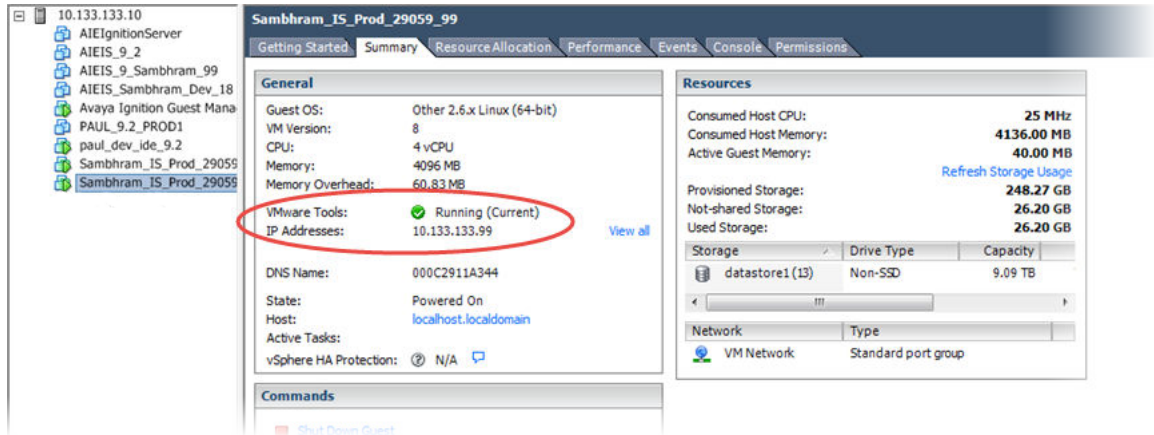 10.133.133.10
AIEIgnitionServer
AIEIS_9_2
AIEIS_9_Sambhram_99
AIEIS_Sambhram_Dev_18
Avaya Ignition Guest Mana
PAUL_9.2_PROD1
paul_dev_ide_9.2
Sambhram_IS_Prod_29059
Sambhram_IS_Prod_29059
Sambhram_IS_Prod_29059_99
Getting Started Summary Resource Allocation Performance Events Console Permissions
General
Guest OS: Other 2.6.x Linux (64-bit)
VM Version: 8
CPU: 4 vCPU
Memory: 4096 MB
Memory Overhead: 60.83 MB
VMware Tools: Running (Current)
IP Addresses: 10.133.133.99 View all
DNS Name: 000C2911A344
State: Powered On
Host: localhost.localdomain
Active Tasks:
vSphere HA Protection: N/A
Commands
Shut Down Guest
Resources
Consumed Host CPU: 25 MHz
Consumed Host Memory: 4136.00 MB
Active Guest Memory: 40.00 MB
Refresh Storage Usage
Provisioned Storage: 248.27 GB
Not-shared Storage: 26.20 GB
Used Storage: 26.20 GB
Storage Drive Type Capacity
datastore1 (13) Non-SSD 9.09 TB
Network Type
VM Network Standard port group